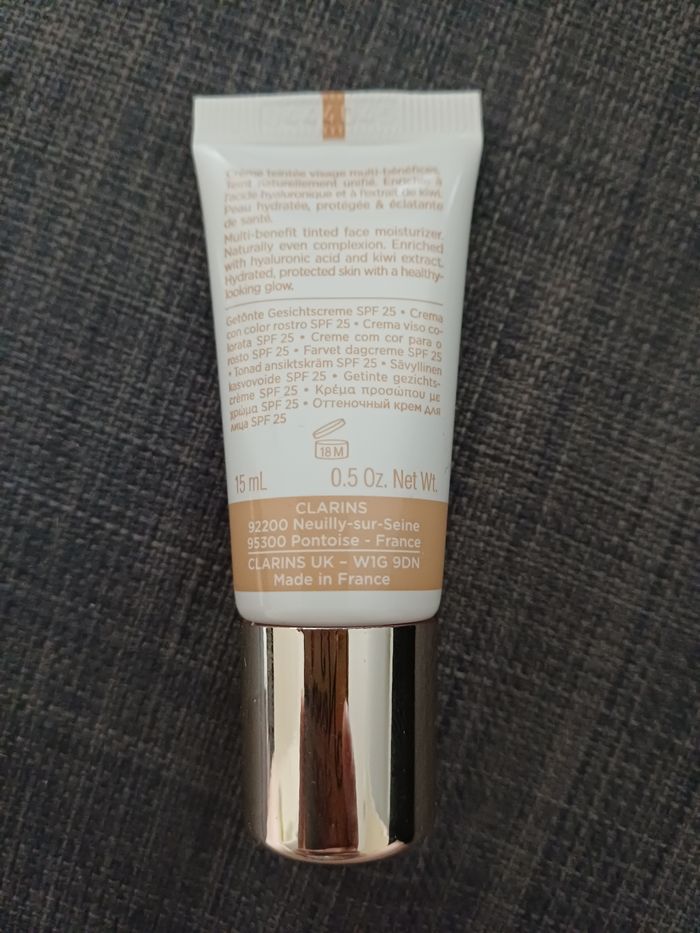 Crème teintée visage multi-bénéfices.
Teint naturellement unifié. Enrichie à
l'acide hyaluronique et à l'extrait de kiwi.
Peau hydratée, protégée & éclatante
de santé.
Multi-benefit tinted face moisturizer.
Naturally even complexion. Enriched
with hyaluronic acid and kiwi extract.
Hydrated, protected skin with a healthy-
looking glow.
Getönte Gesichtscreme SPF 25 • Crema
con color rostro SPF 25 • Crema viso co-
lorata SPF 25 • Creme com cor para o
rosto SPF 25 • Farvet dagcreme SPF 25
• Tonad ansiktskräm SPF 25 • Sävyllinen
kasvovoide SPF 25 • Getinte gezichts-
crème SPF 25 • Κρέμα προσώπου με
χρώμα SPF 25 • Оттеночный крем для
лица SPF 25
18 M
15 mL 0.5 Oz. Net Wt.
CLARINS
92200 Neuilly-sur-Seine
95300 Pontoise - France
CLARINS UK – W1G 9DN
Made in France